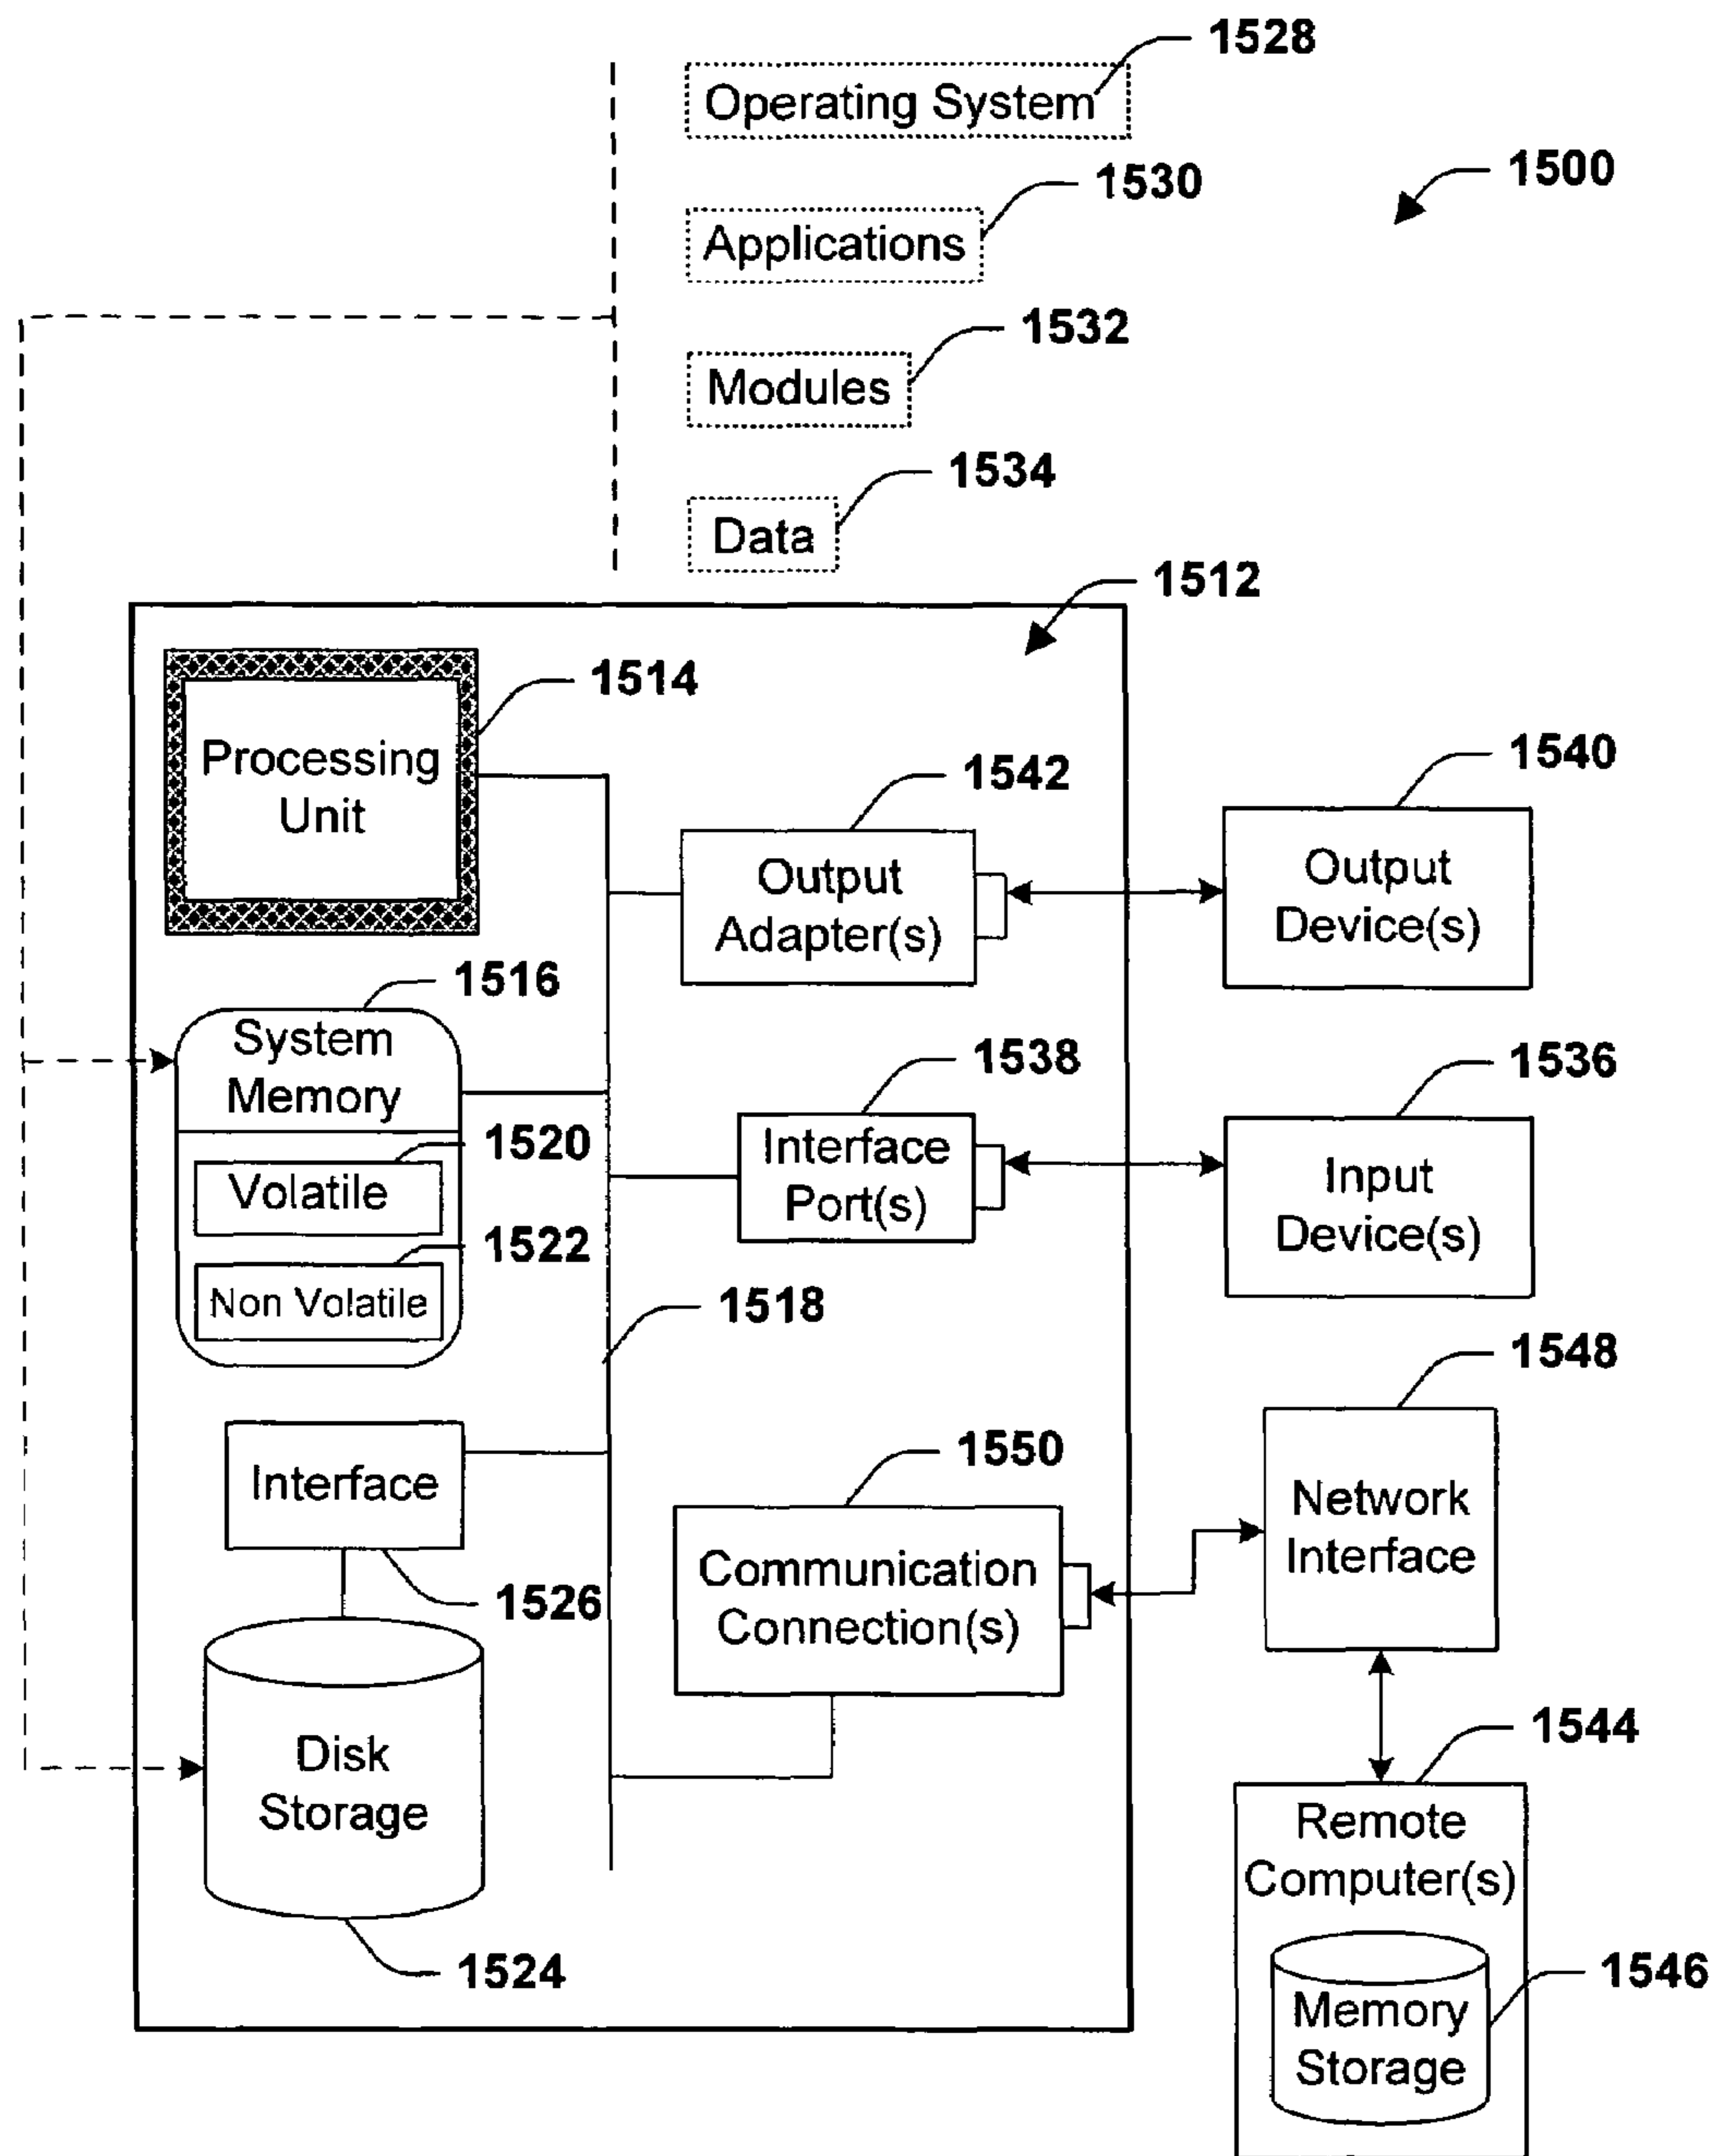 1528
Operating System
1500
1530
Applications
1532
Modules
1534
Data
1512
1514
Processing
Unit
1542
Output
Adapter(s)
1540
Output
Device(s)
1516
System
Memory
1520
Volatile
1522
Non Volatile
1538
Interface
Port(s)
1536
Input
Device(s)
1518
1548
Network
Interface
Interface
1526
1550
Communication
Connection(s)
Disk
Storage
1524
1544
Remote
Computer(s)
1546
Memory
Storage